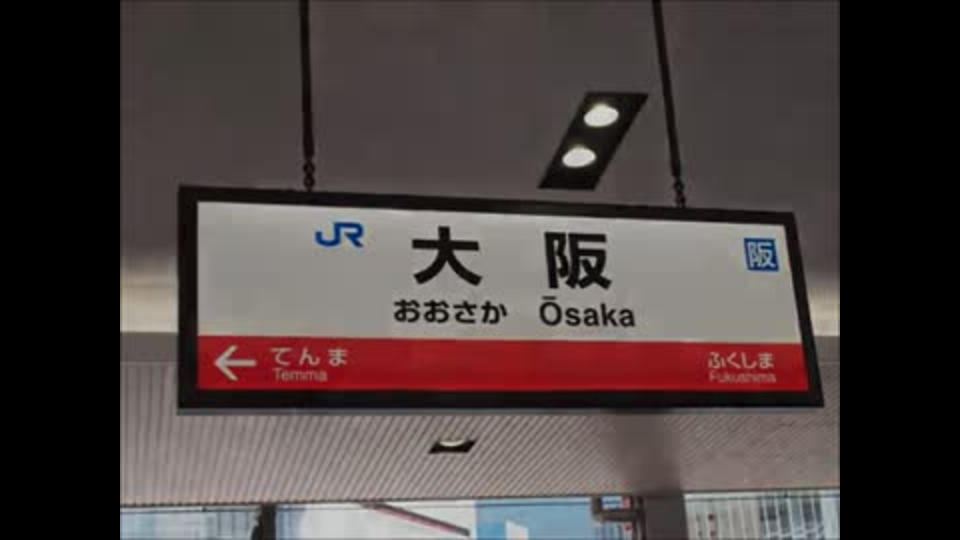 JR
大阪
阪
おおさか Ōsaka
← てんま ふくしま
Temma Fukushima